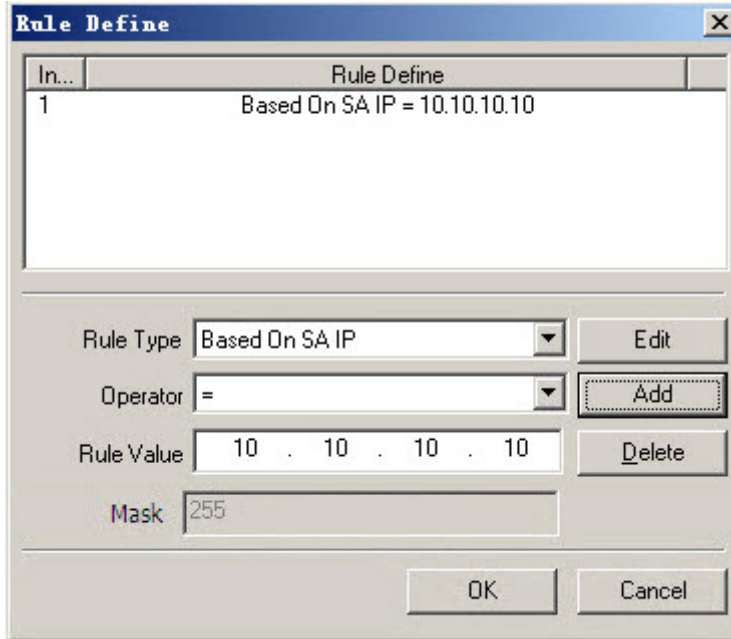 Rule Define
In... Rule Define
1 Based On SA IP = 10.10.10.10
Rule Type Based On SA IP Edit
Operator = Add
Rule Value 10 . 10 . 10 . 10 Delete
Mask 255
OK Cancel